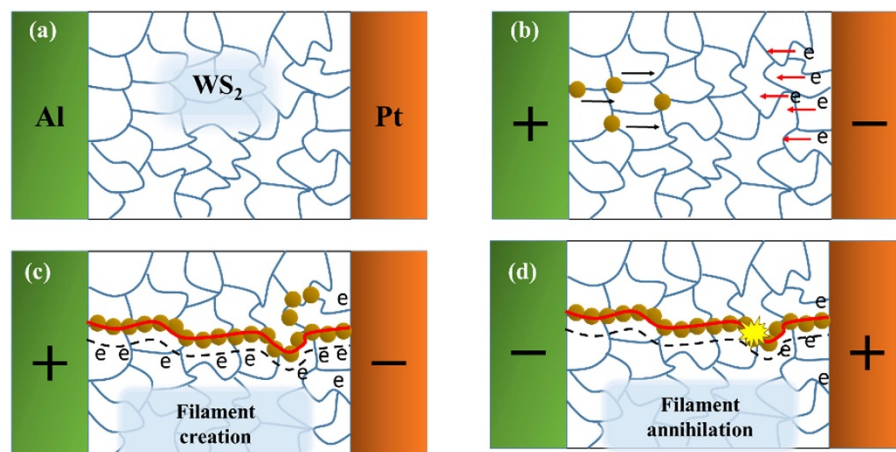 (a)
Al
WS₂
Pt
(b)
+
e
e
e
e
e
−
(c)
+
e
e e e e e e e
e
−
Filament
creation
(d)
−
e
e e
e
+
Filament
annihilation